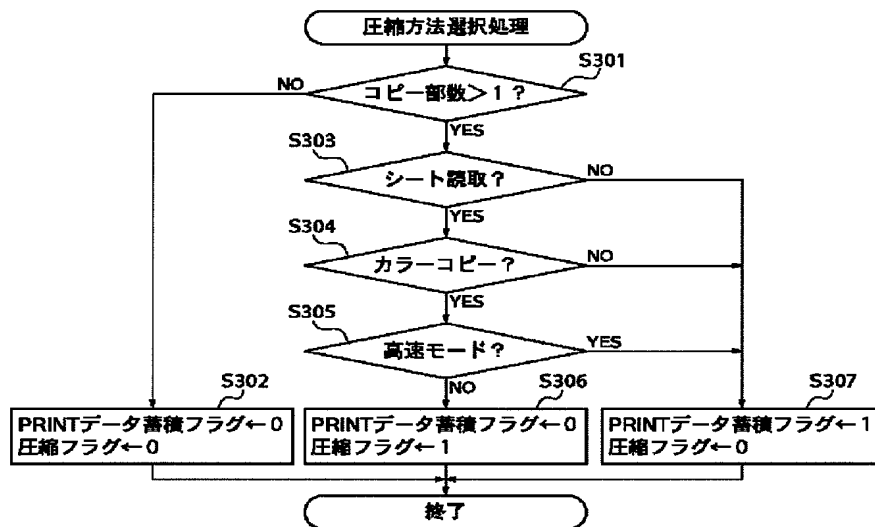 圧縮方法選択処理
S301
NO
コピー部数＞１？
YES
S303
シート読取？
NO
YES
S304
カラーコピー？
NO
YES
S305
高速モード？
YES
NO
S302
PRINTデータ蓄積フラグ←０
圧縮フラグ←０
S306
PRINTデータ蓄積フラグ←０
圧縮フラグ←１
S307
PRINTデータ蓄積フラグ←１
圧縮フラグ←０
終了